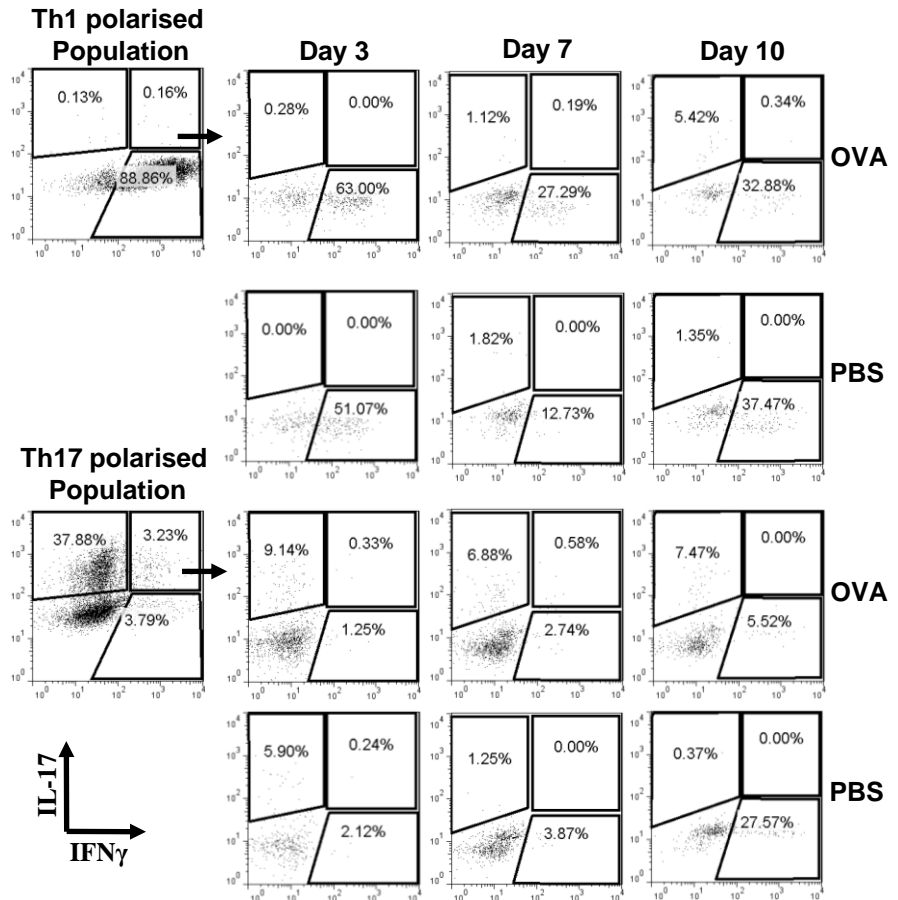 Th1 polarised
Population
Day 3
Day 7
Day 10
0.13% 0.16%
88.86%
0.28% 0.00%
63.00%
1.12% 0.19%
27.29%
5.42% 0.34%
32.88%
OVA
0.00% 0.00%
51.07%
1.82% 0.00%
12.73%
1.35% 0.00%
37.47%
PBS
Th17 polarised
Population
37.88% 3.23%
3.79%
9.14% 0.33%
1.25%
6.88% 0.58%
2.74%
7.47% 0.00%
5.52%
OVA
5.90% 0.24%
2.12%
1.25% 0.00%
3.87%
0.37% 0.00%
27.57%
PBS
IL-17
IFNγ